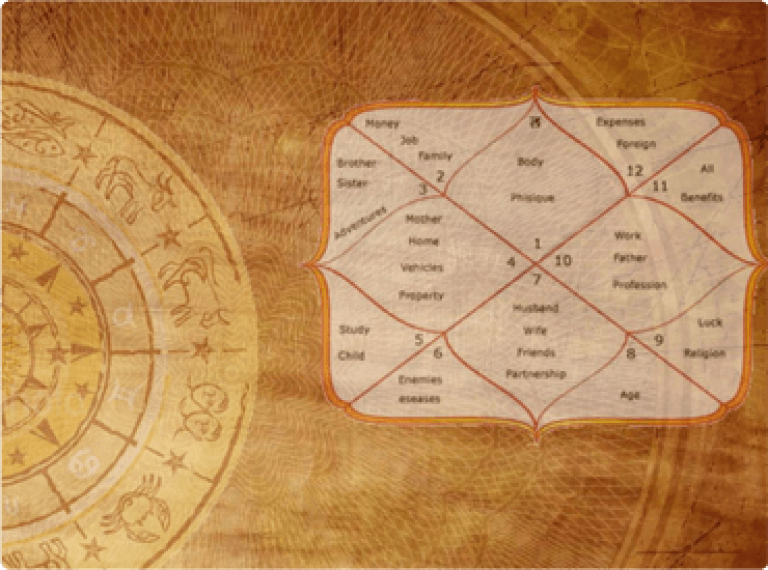 Money
Job
Family
Brother
Sister
2
3
Adventures
Body
Phisique
1
Expenses
Foreign
12
11
All
Benefits
Mother
Home
Vehicles
Property
4
10
7
Work
Father
Profession
Study
Child
5
6
Enemies
eseases
Husband
Wife
Friends
Partnership
8
9
Age
Luck
Religion